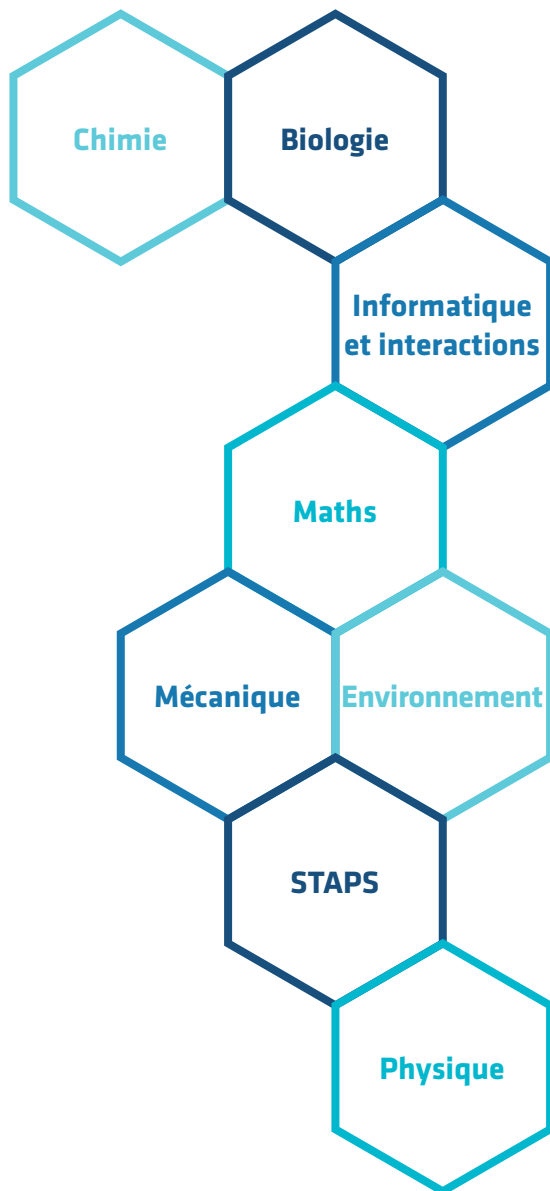 Chimie
Biologie
Informatique
et interactions
Maths
Mécanique
Environnement
STAPS
Physique